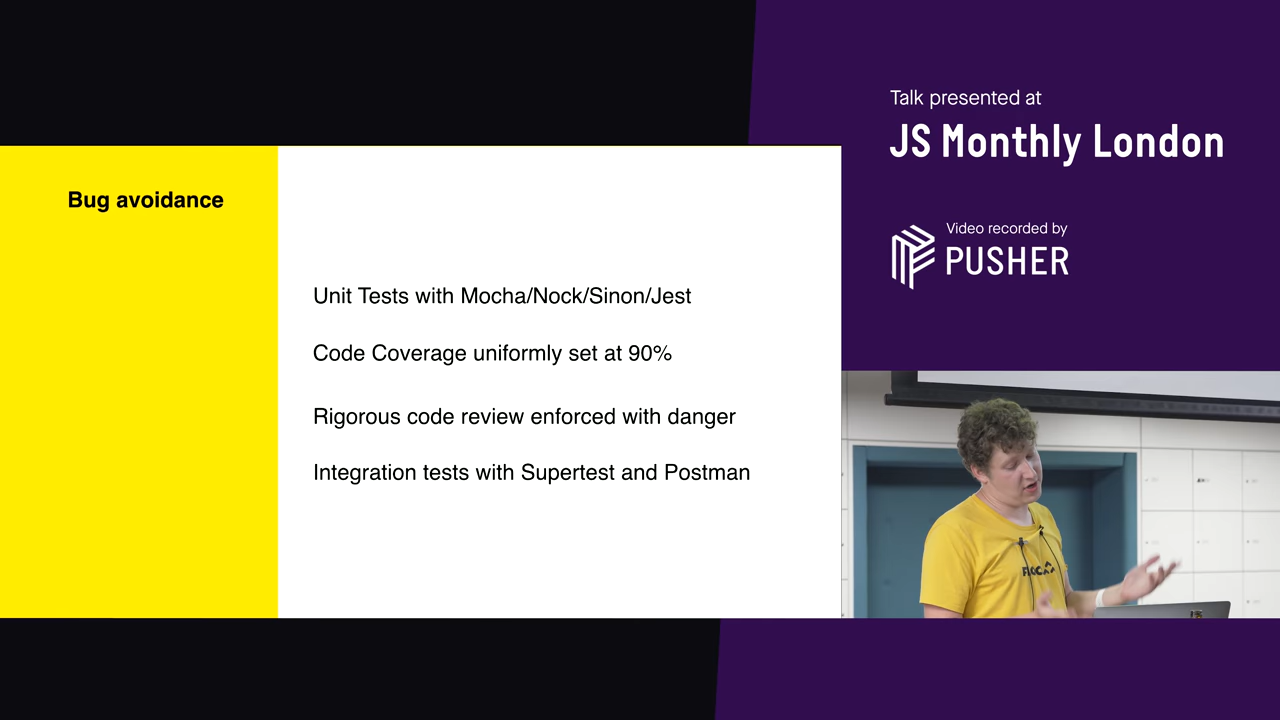 Talk presented at
JS Monthly London
Video recorded by
PUSHER
Bug avoidance
Unit Tests with Mocha/Nock/Sinon/Jest
Code Coverage uniformly set at 90%
Rigorous code review enforced with danger
Integration tests with Supertest and Postman